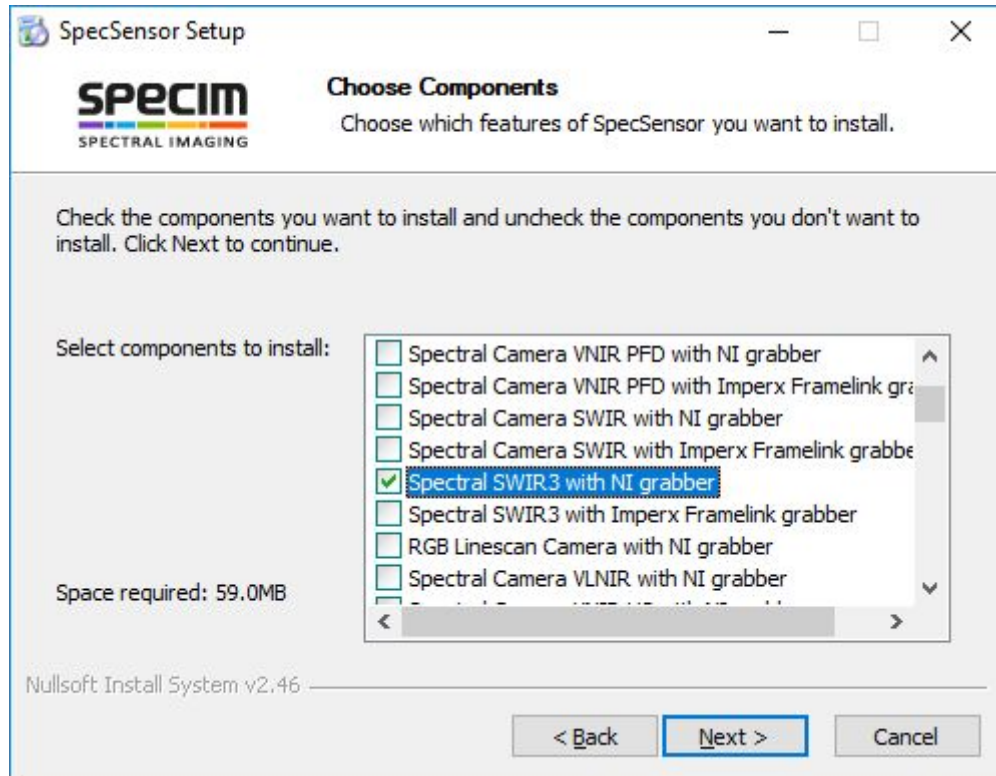 SpecSensor Setup
SPECIM
SPECTRAL IMAGING
Choose Components
Choose which features of SpecSensor you want to install.
Check the components you want to install and uncheck the components you don't want to
install. Click Next to continue.
Select components to install:
Spectral Camera VNIR PFD with NI grabber
Spectral Camera VNIR PFD with Imperx Framelink gra
Spectral Camera SWIR with NI grabber
Spectral Camera SWIR with Imperx Framelink grabbe
Spectral SWIR3 with NI grabber
Spectral SWIR3 with Imperx Framelink grabber
RGB Linescan Camera with NI grabber
Spectral Camera VLNIR with NI grabber
Space required: 59.0MB
Nullsoft Install System v2.46
< Back
Next >
Cancel